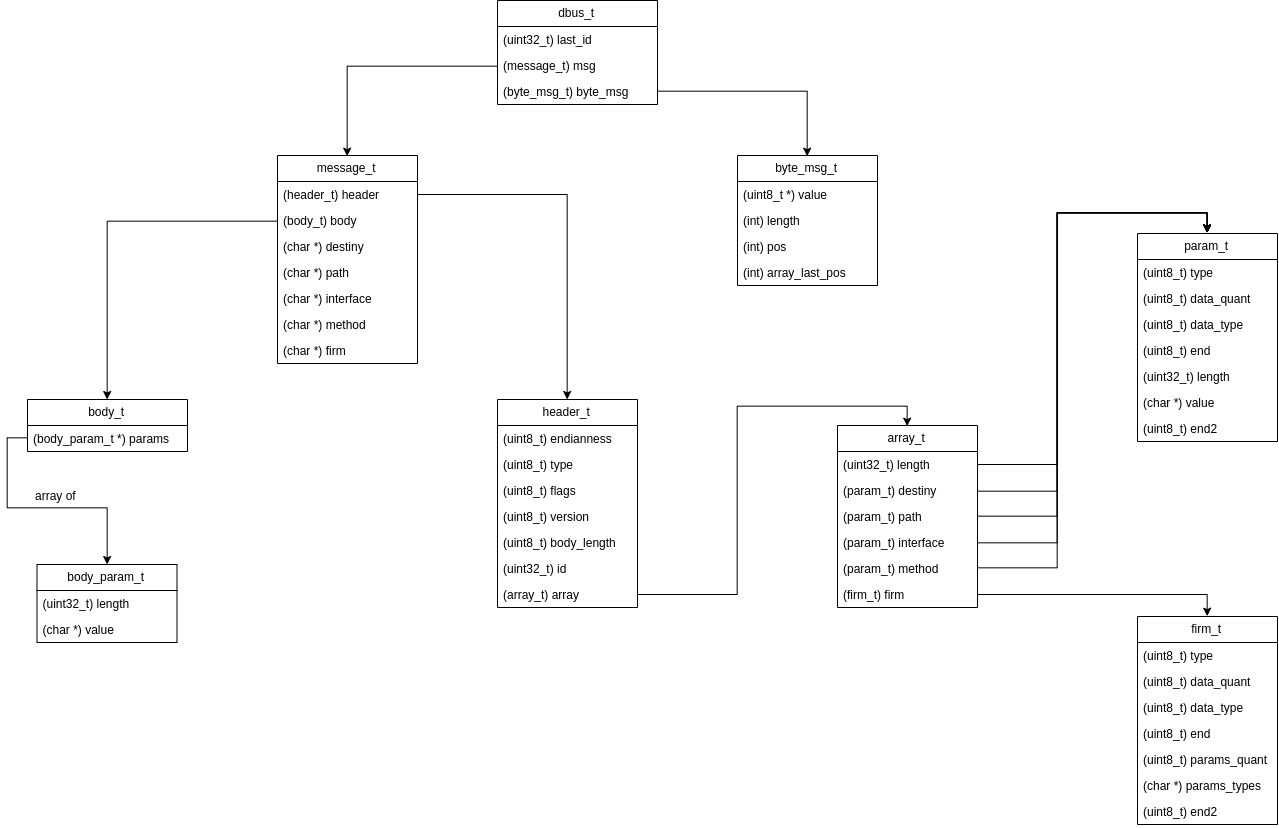 dbus_t
(uint32_t) last_id
(message_t) msg
(byte_msg_t) byte_msg
message_t
(header_t) header
(body_t) body
(char *) destiny
(char *) path
(char *) interface
(char *) method
(char *) firm
byte_msg_t
(uint8_t *) value
(int) length
(int) pos
(int) array_last_pos
param_t
(uint8_t) type
(uint8_t) data_quant
(uint8_t) data_type
(uint8_t) end
(uint32_t) length
(char *) value
(uint8_t) end2
body_t
(body_param_t *) params
array of
body_param_t
(uint32_t) length
(char *) value
header_t
(uint8_t) endianness
(uint8_t) type
(uint8_t) flags
(uint8_t) version
(uint8_t) body_length
(uint32_t) id
(array_t) array
array_t
(uint32_t) length
(param_t) destiny
(param_t) path
(param_t) interface
(param_t) method
(firm_t) firm
firm_t
(uint8_t) type
(uint8_t) data_quant
(uint8_t) data_type
(uint8_t) end
(uint8_t) params_quant
(char *) params_types
(uint8_t) end2